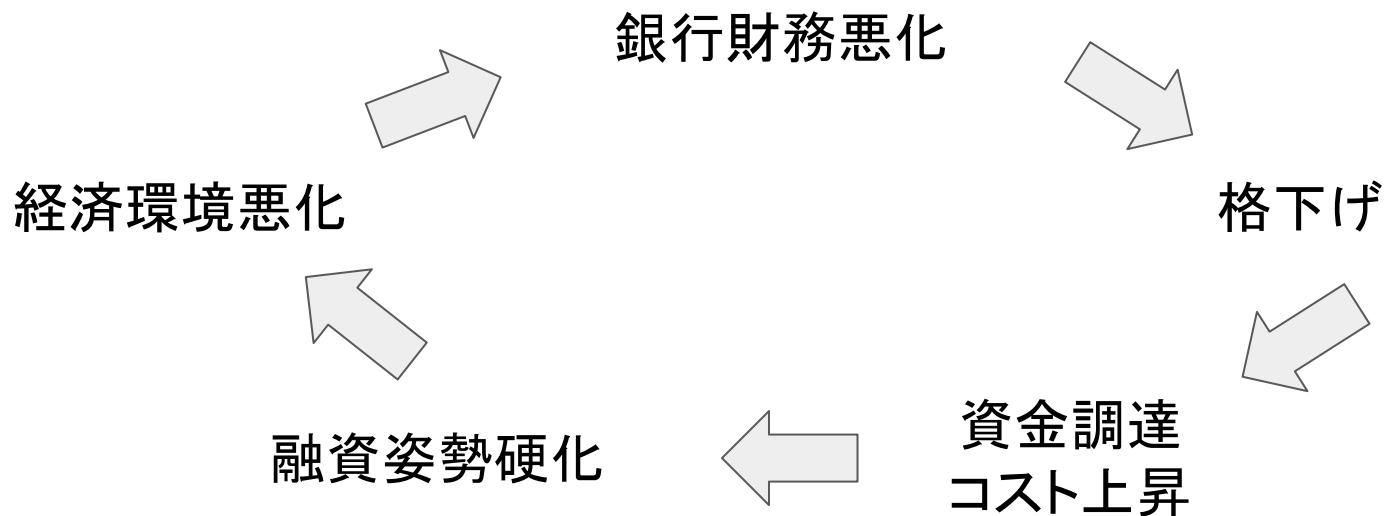 銀行財務悪化
経済環境悪化
格下げ
資金調達
コスト上昇
融資姿勢硬化